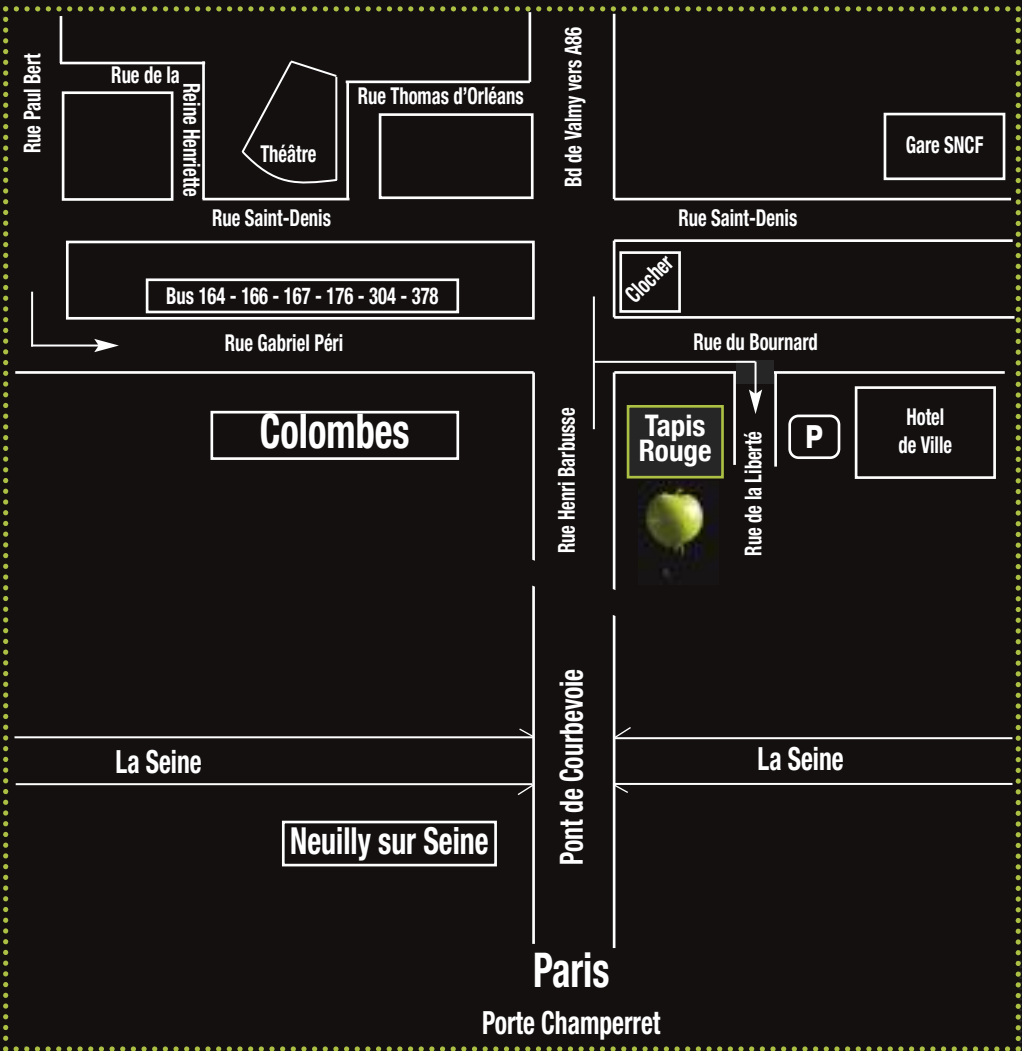 Rue Paul Bert
Rue de la
Reine Henriette
Théâtre
Rue Thomas d'Orléans
Bd de Valmy vers A86
Gare SNCF
Rue Saint-Denis
Rue Saint-Denis
Clocher
Bus 164 - 166 - 167 - 176 - 304 - 378
Rue Gabriel Péri
Rue du Bournard
Colombes
Rue Henri Barbusse
Tapis
Rouge
Rue de la Liberté
P
Hotel
de Ville
Pont de Courbevoie
La Seine
La Seine
Neuilly sur Seine
Paris
Porte Champerret